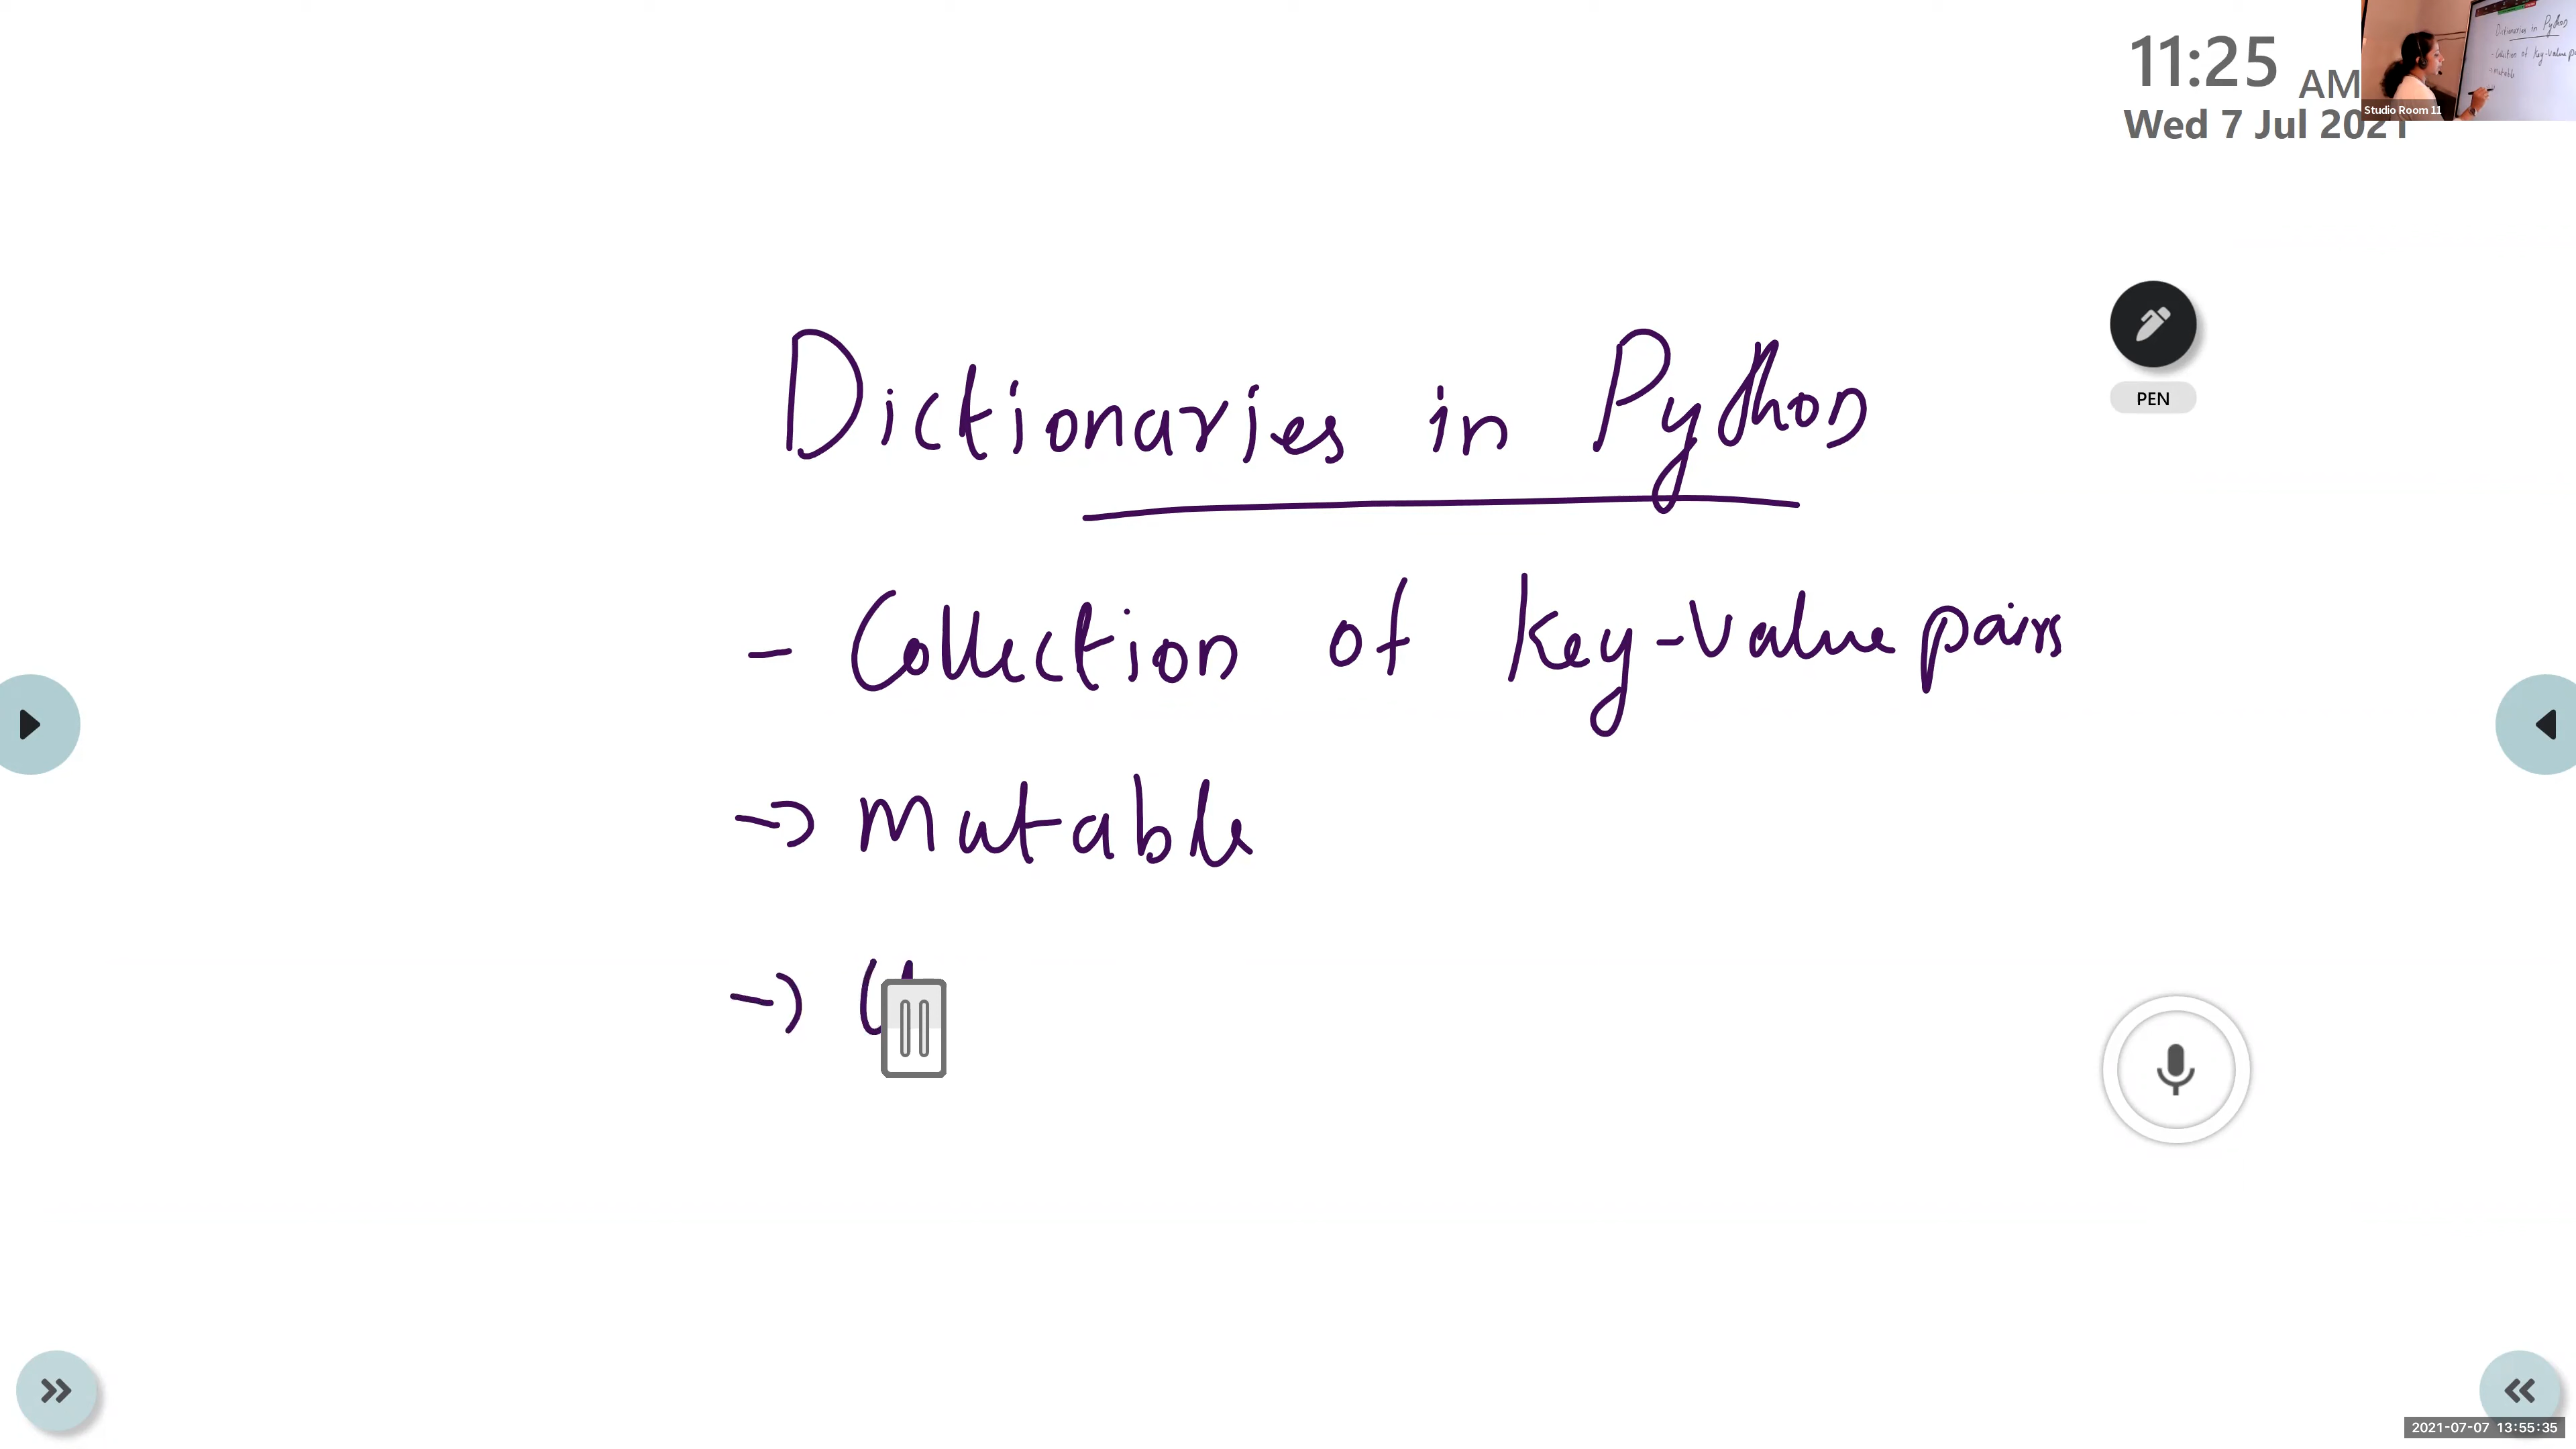 11:25 AM
Wed 7 Jul 2021
Studio Room 11
PEN
Dictionaries in Python
- Collection of key-value pairs
→ Mutable
→
2021-07-07 13:55:35